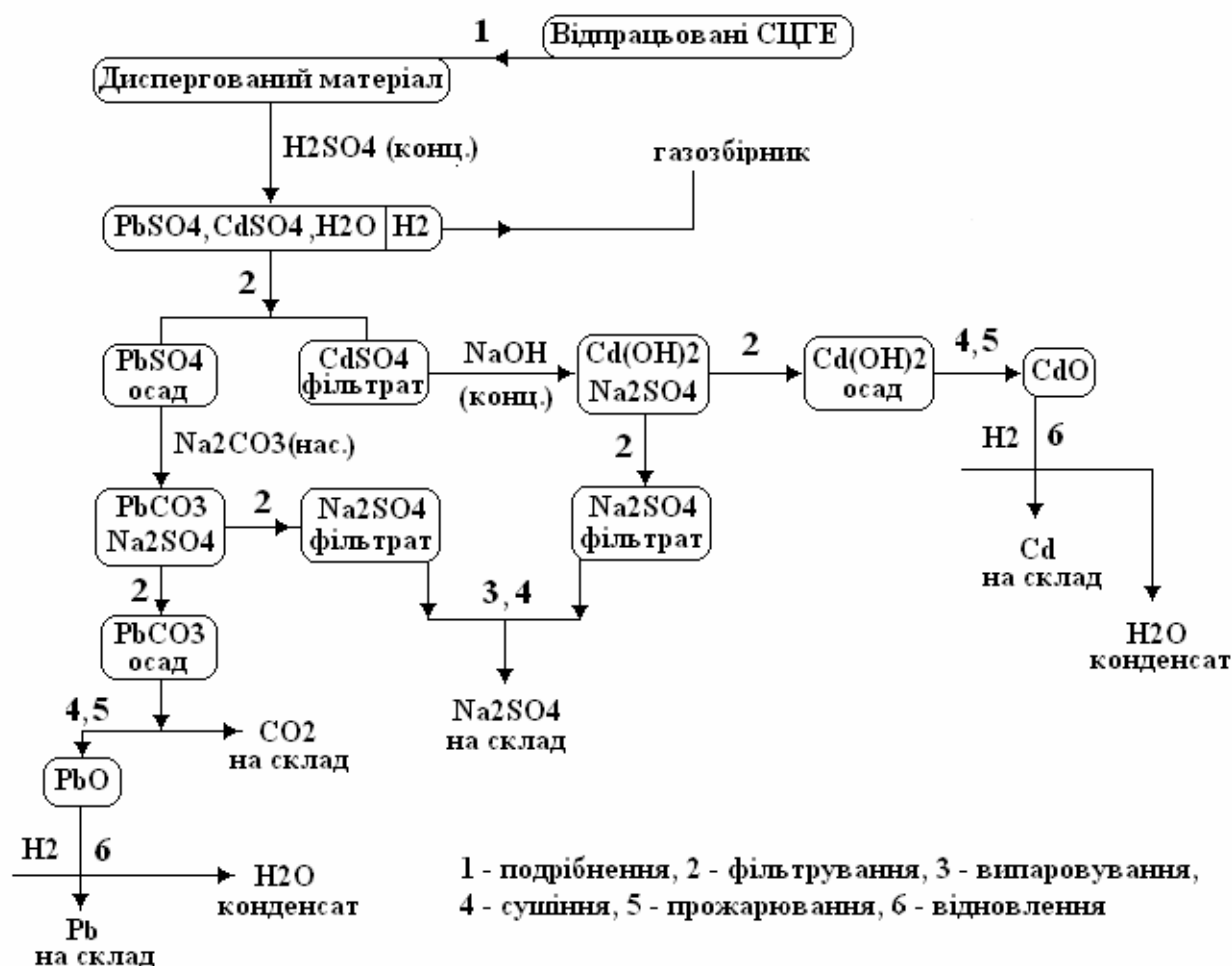 1
Відпрацьовані СЦГЕ
Диспергований матеріал
H2SO4 (конц.)
газозбірник
PbSO4, CdSO4 ,H2O H2
2
PbSO4
осад
CdSO4
фільтрат
NaOH
(конц.)
Cd(OH)2
Na2SO4
2
Cd(OH)2
осад
4, 5
CdO
Na2CO3(нас.)
2
H2 6
PbCO3
Na2SO4
2
Na2SO4
фільтрат
Na2SO4
фільтрат
Cd
на склад
2
3, 4
H2O
конденсат
PbCO3
осад
4,5
CO2
на склад
Na2SO4
на склад
PbO
H2 6
H2O
конденсат
Pb
на склад
1 - подрібнення, 2 - фільтрування, 3 - випаровування,
4 - сушіння, 5 - прожарювання, 6 - відновлення